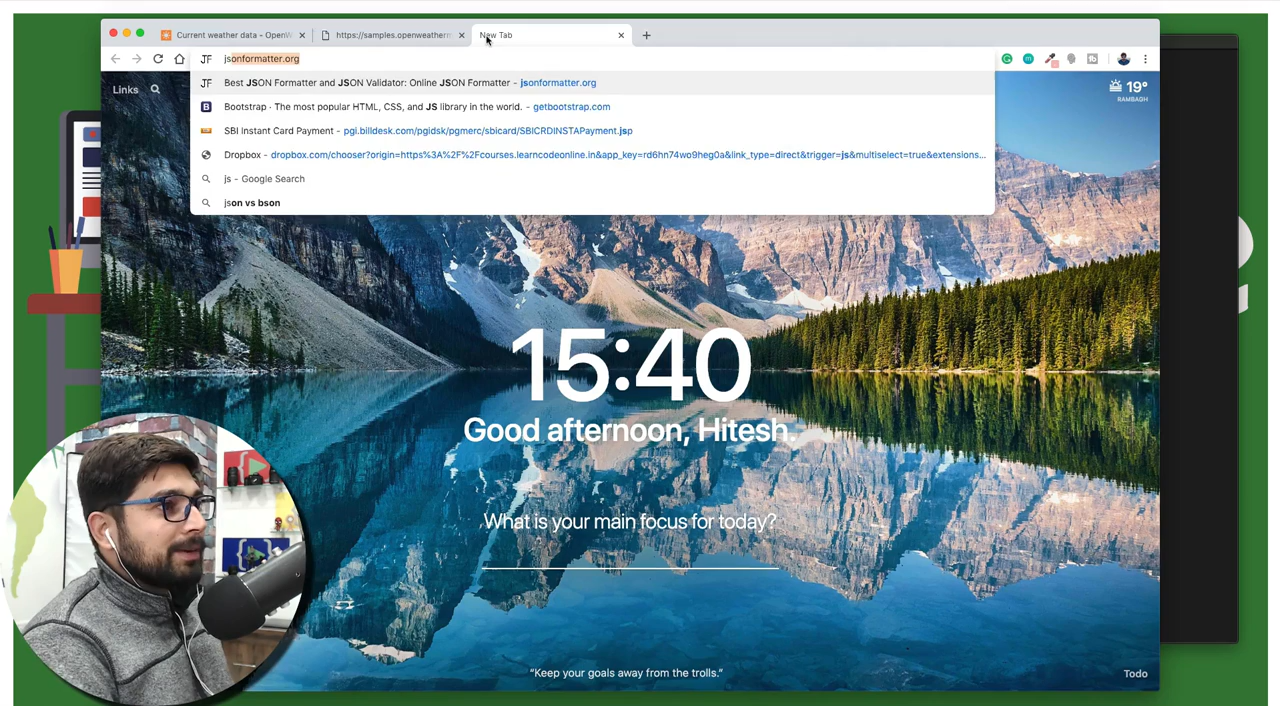 Current weather data - OpenW
https://samples.openweatherm
New Tab
jsonformatter.org
Best JSON Formatter and JSON Validator: Online JSON Formatter - jsonformatter.org
Bootstrap · The most popular HTML, CSS, and JS library in the world. - getbootstrap.com
SBI Instant Card Payment - pgi.billdesk.com/pgidsk/pgmerc/sbicard/SBICRDINSTAPayment.jsp
Dropbox - dropbox.com/chooser?origin=https%3A%2F%2Fcourses.learncodeonline.in&app_key=rd6hn74wo9heg0a&link_type=direct&trigger=js&multiselect=true&extensions...
js - Google Search
json vs bson
Links
19°
RAMBAGH
15:40
Good afternoon, Hitesh.
What is your main focus for today?
“Keep your goals away from the trolls.”
Todo